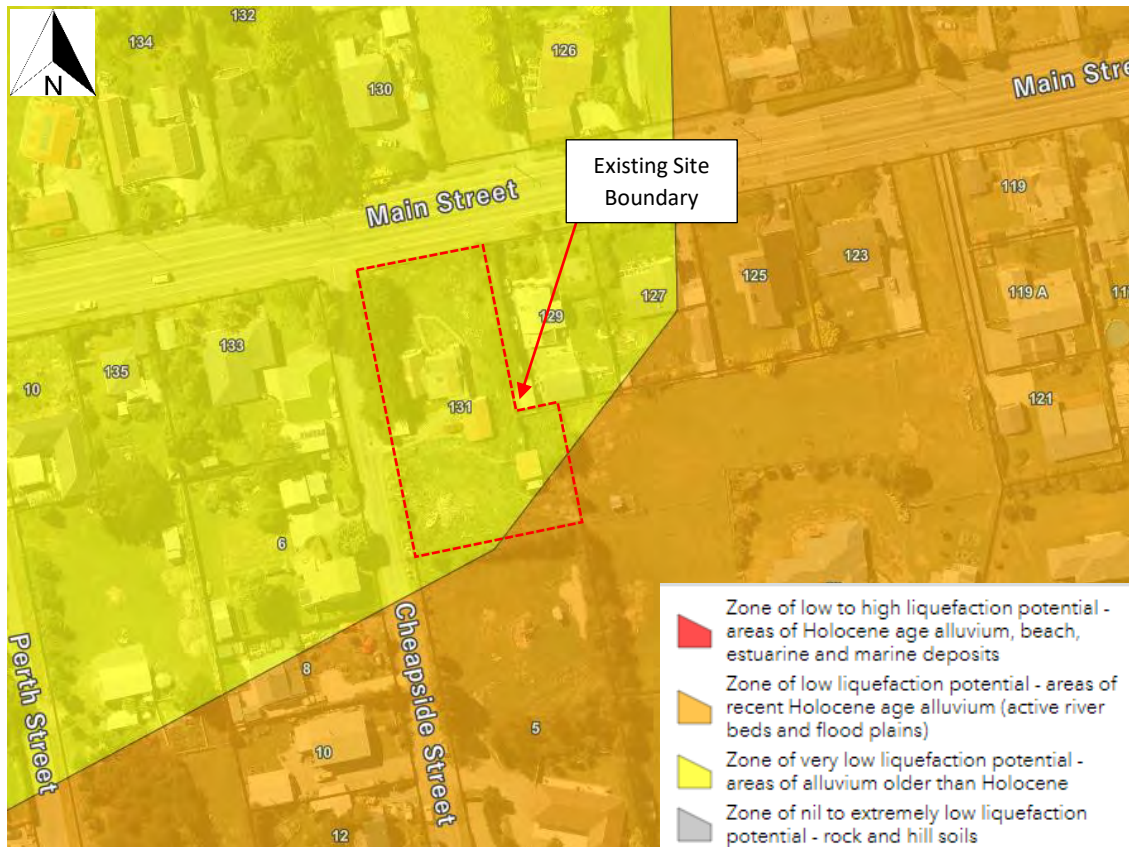 N
132
134
126
130
Main Street
Existing Site
Boundary
Main Street
119
123
125
127
129
119 A
133
135
10
131
121
6
Zone of low to high liquefaction potential -
areas of Holocene age alluvium, beach,
estuarine and marine deposits
Zone of low liquefaction potential - areas of
recent Holocene age alluvium (active river
beds and flood plains)
Zone of very low liquefaction potential -
areas of alluvium older than Holocene
Zone of nil to extremely low liquefaction
potential - rock and hill soils
Perth Street
Cheapside Street
8
5
10
12